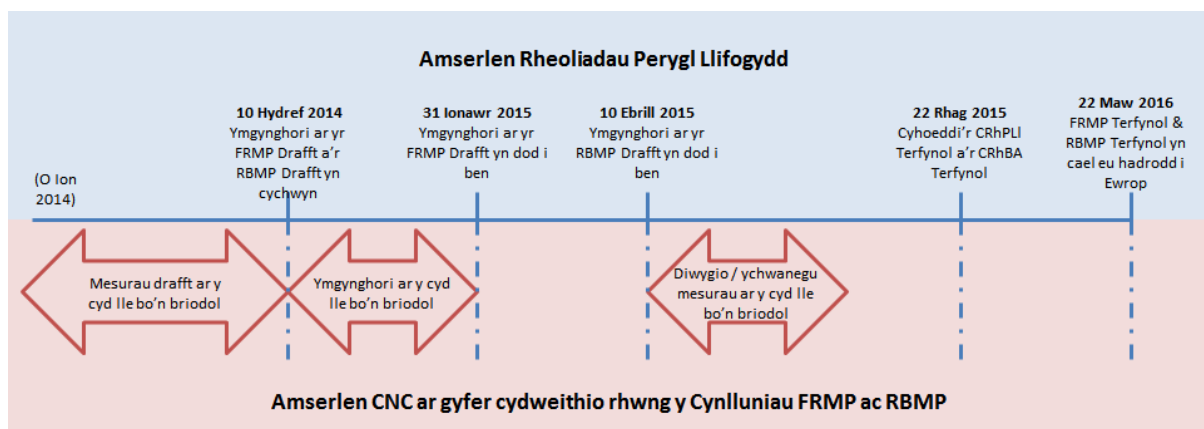 Amserlen Rheoliadau Perygl Llifogydd
10 Hydref 2014
Ymgynghori ar yr
FRMP Drafft a'r
RBMP Drafft yn
cychwyn
31 Ionawr 2015
Ymgynghori ar yr
FRMP Drafft yn dod i
ben
10 Ebrill 2015
Ymgynghori ar yr
RBMP Drafft yn dod i
ben
22 Rhag 2015
Cyhoeddi'r CRhPLl
Terfynol a'r CRhBA
Terfynol
22 Maw 2016
FRMP Terfynol &
RBMP Terfynol yn
cael eu hadrodd i
Ewrop
(O Ion
2014)
Mesurau drafft ar y
cyd lle bo'n briodol
Ymgynghori ar y cyd
lle bo'n briodol
Diwygio / ychwanegu
mesurau ar y cyd lle
bo'n briodol
Amserlen CNC ar gyfer cydweithio rhwng y Cynlluniau FRMP ac RBMP